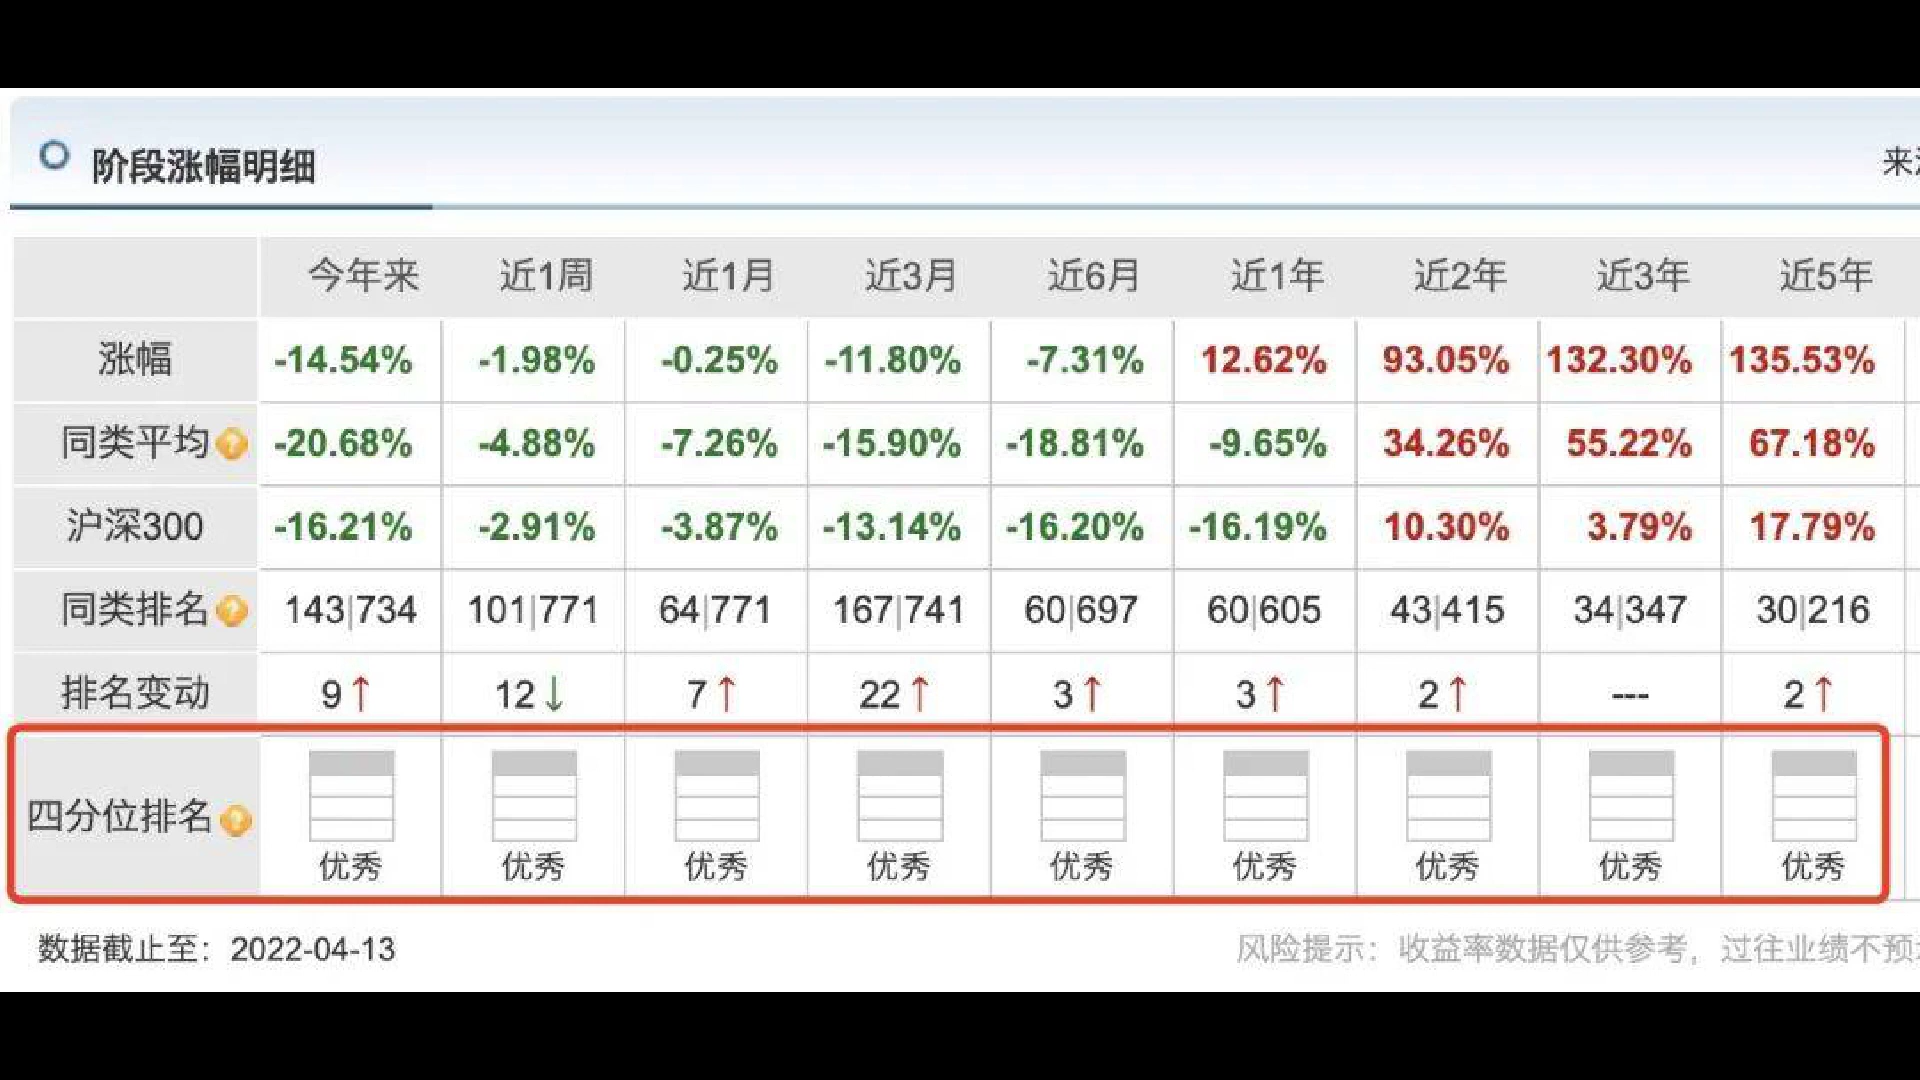 阶段涨幅明细 来
今年来 近1周 近1月 近3月 近6月 近1年 近2年 近3年 近5年
涨幅 -14.54% -1.98% -0.25% -11.80% -7.31% 12.62% 93.05% 132.30% 135.53%
同类平均 -20.68% -4.88% -7.26% -15.90% -18.81% -9.65% 34.26% 55.22% 67.18%
沪深300 -16.21% -2.91% -3.87% -13.14% -16.20% -16.19% 10.30% 3.79% 17.79%
同类排名 143|734 101|771 64|771 167|741 60|697 60|605 43|415 34|347 30|216
排名变动 9↑ 12↓ 7↑ 22↑ 3↑ 3↑ 2↑ --- 2↑
四分位排名 优秀 优秀 优秀 优秀 优秀 优秀 优秀 优秀 优秀
数据截止至：2022-04-13 风险提示：收益率数据仅供参考，过往业绩不预